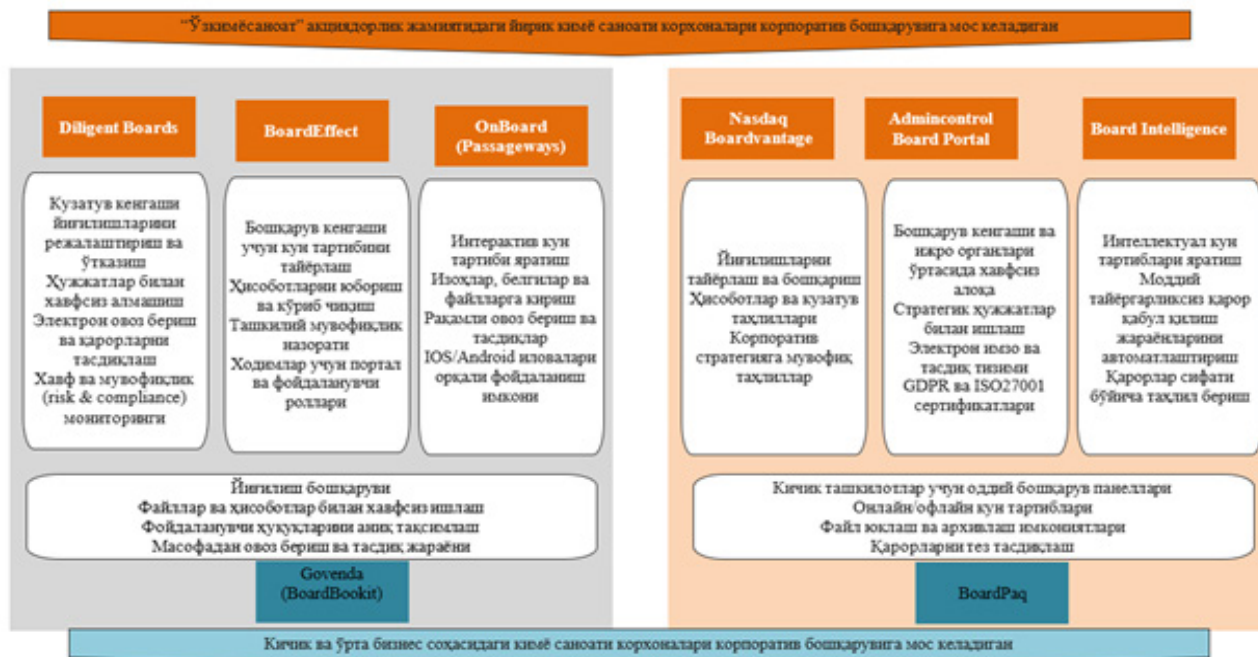 “Ўзкимёсаноат” акциядорлик жамиятидаги йирик кимё саноати корхоналари корпоратив бошқарувига мос келадиган
Diligent Boards
Кузатув кенгаши
йиғилишларини
режалаштириш ва
ўтказиш
Ҳужжатлар билан
хавфсиз алмашиш
Электрон овоз бериш
ва қарорларни
тасдиқлаш
Хавф ва мувофиқлик
(risk & compliance)
мониторинги
BoardEffect
Бошқарув кенгаши
учун кун тартибини
тайёрлаш
Ҳисоботларни юбориш
ва кўриб чиқиш
Ташкилий мувофиқлик
назорати
Ходимлар учун портал
ва фойдаланувчи
роллари
OnBoard
(Passageways)
Интерактив кун
тартиби яратиш
Изоҳлар, белгилар ва
файлларга кириш
Рақамли овоз бериш ва
тасдиқлар
IOS/Android иловалари
орқали фойдаланиш
имкони
Йиғилиш бошқаруви
Файллар ва ҳисоботлар билан хавфсиз ишлаш
Фойдаланувчи ҳуқуқларини аниқ тақсимлаш
Масофадан овоз бериш ва тасдиқ жараёни
Govenda
(BoardBookit)
Nasdaq
Boardvantage
Йиғилишларни
тайёрлаш ва бошқариш
Ҳисоботлар ва кузатув
таҳлиллари
Корпоратив
стратегияга мувофиқ
таҳлиллар
Admincontrol
Board Portal
Бошқарув кенгаши ва
ижро органлари
ўртасида хавфсиз
алоқа
Стратегик ҳужжатлар
билан ишлаш
Электрон имзо ва
тасдиқ тизими
GDPR ва ISO27001
сертификатлари
Board Intelligence
Интеллектуал кун
тартиблари яратиш
Моддий
тайёргарликсиз қарор
қабул қилиш
жараёнларини
автоматлаштириш
Қарорлар сифати
бўйича таҳлил бериш
Кичик ташкилотлар учун оддий бошқарув панеллари
Онлайн/офлайн кун тартиблари
Файл юклаш ва архивлаш имкониятлари
Қарорларни тез тасдиқлаш
BoardPaq
Кичик ва ўрта бизнес соҳасидаги кимё саноати корхоналари корпоратив бошқарувига мос келадиган